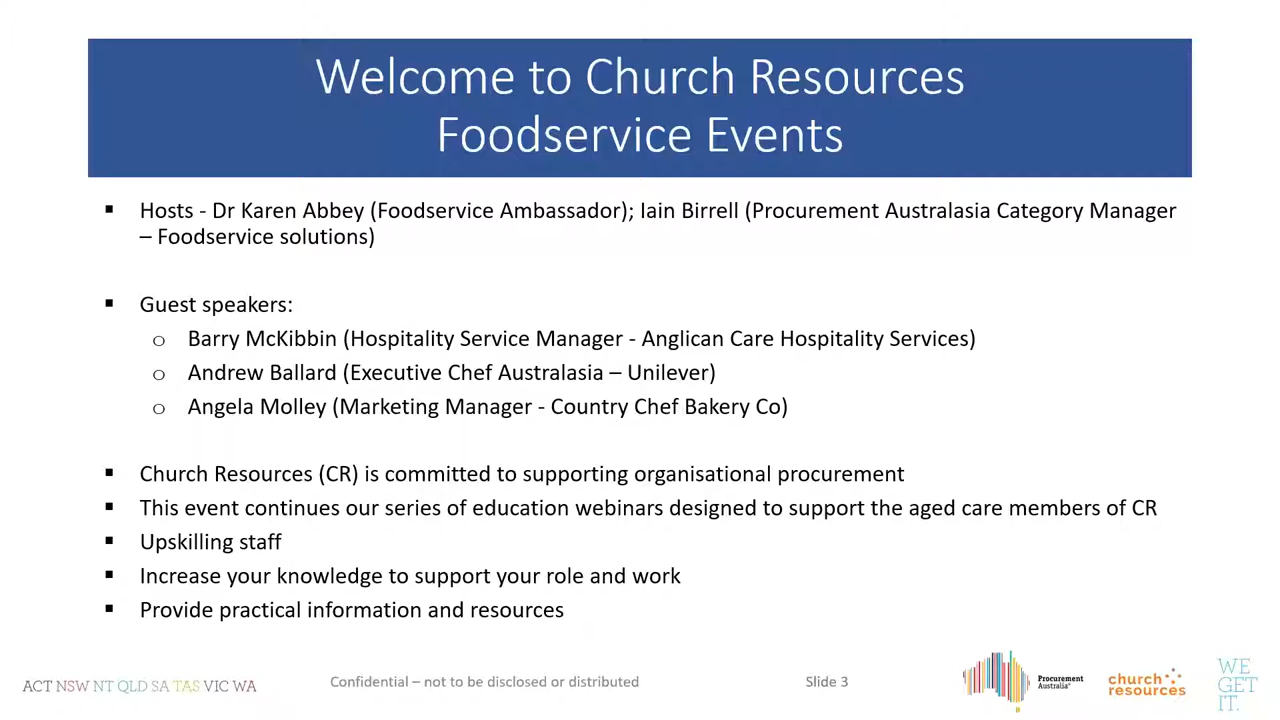 Welcome to Church Resources
Foodservice Events
▪ Hosts - Dr Karen Abbey (Foodservice Ambassador); Iain Birrell (Procurement Australasia Category Manager
– Foodservice solutions)
▪ Guest speakers:
o Barry McKibbin (Hospitality Service Manager - Anglican Care Hospitality Services)
o Andrew Ballard (Executive Chef Australasia – Unilever)
o Angela Molley (Marketing Manager - Country Chef Bakery Co)
▪ Church Resources (CR) is committed to supporting organisational procurement
▪ This event continues our series of education webinars designed to support the aged care members of CR
▪ Upskilling staff
▪ Increase your knowledge to support your role and work
▪ Provide practical information and resources
ACT NSW NT QLD SA TAS VIC WA
Confidential – not to be disclosed or distributed
Slide 3
Procurement
Australia
church
resources
WE
GET
IT.